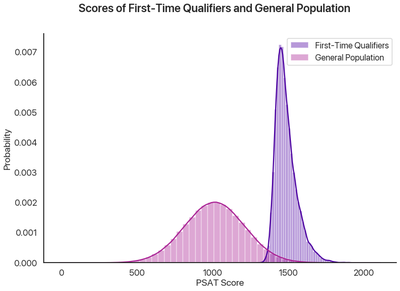 Scores of First-Time Qualifiers and General Population
First-Time Qualifiers
General Population
0.007
0.006
0.005
0.004
0.003
0.002
0.001
0.000
Probability
0 500 1000 1500 2000
PSAT Score